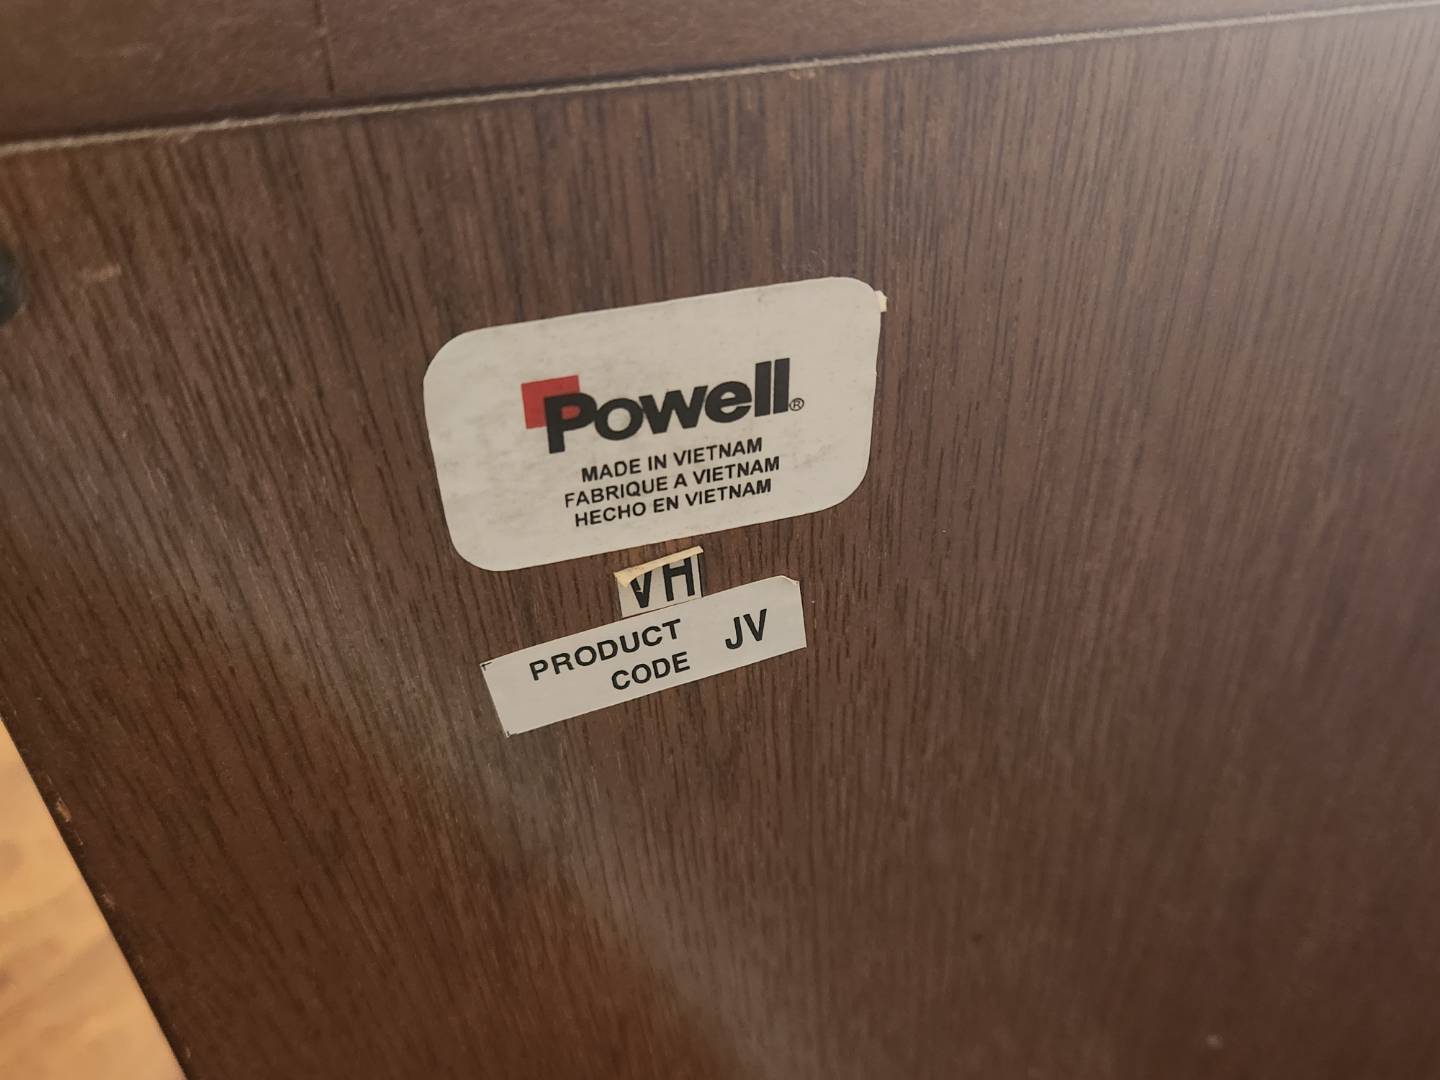 Powell®
MADE IN VIETNAM
FABRIQUE A VIETNAM
HECHO EN VIETNAM
VH
PRODUCT JV
CODE